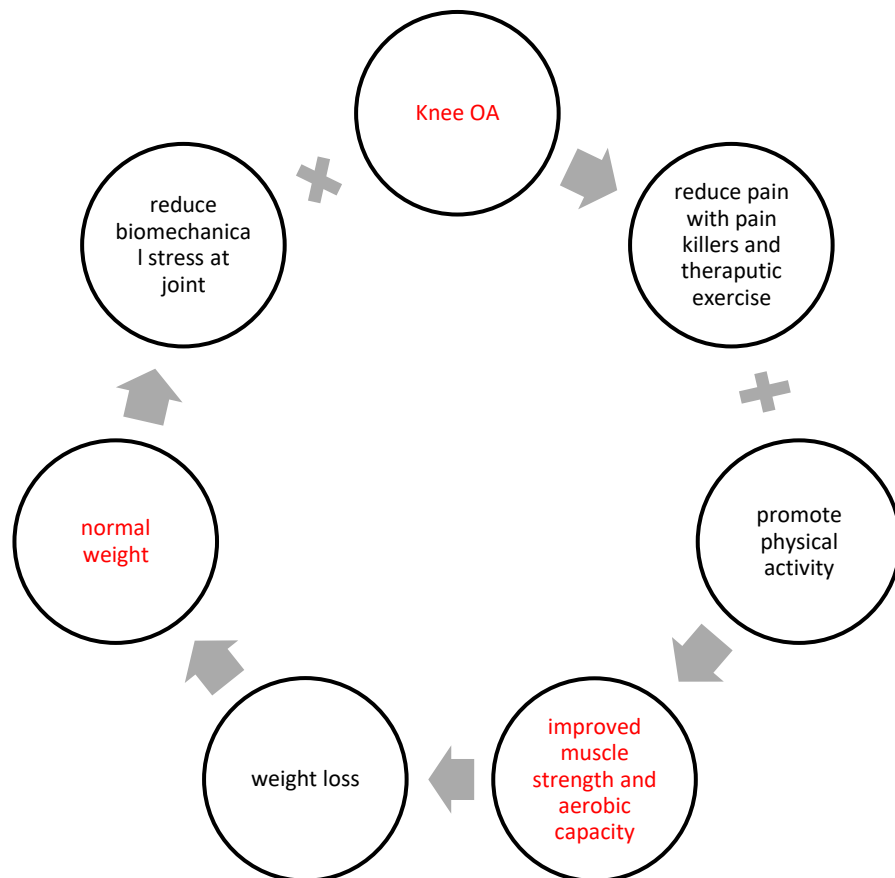 Knee OA
reduce pain
with pain
killers and
theraputic
exercise
promote
physical
activity
improved
muscle
strength and
aerobic
capacity
weight loss
normal
weight
reduce
biomechanica
l stress at
joint